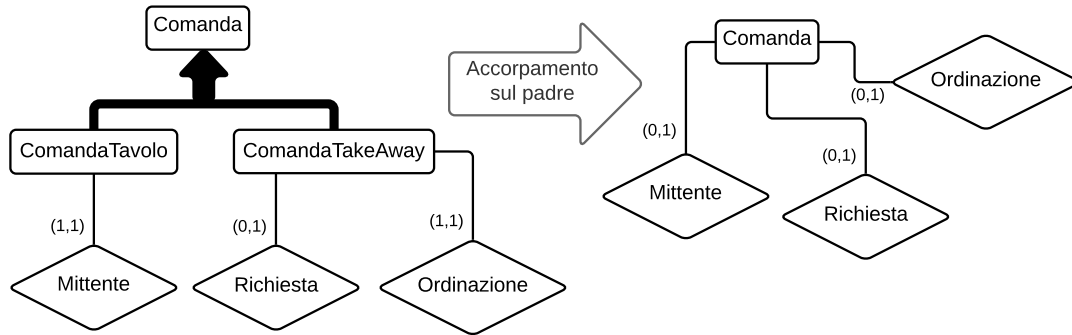 Comanda
ComandaTavolo
ComandaTakeAway
(1,1)
(0,1)
(1,1)
Mittente
Richiesta
Ordinazione
Accorpamento
sul padre
Comanda
Ordinazione
(0,1)
(0,1)
(0,1)
Mittente
Richiesta